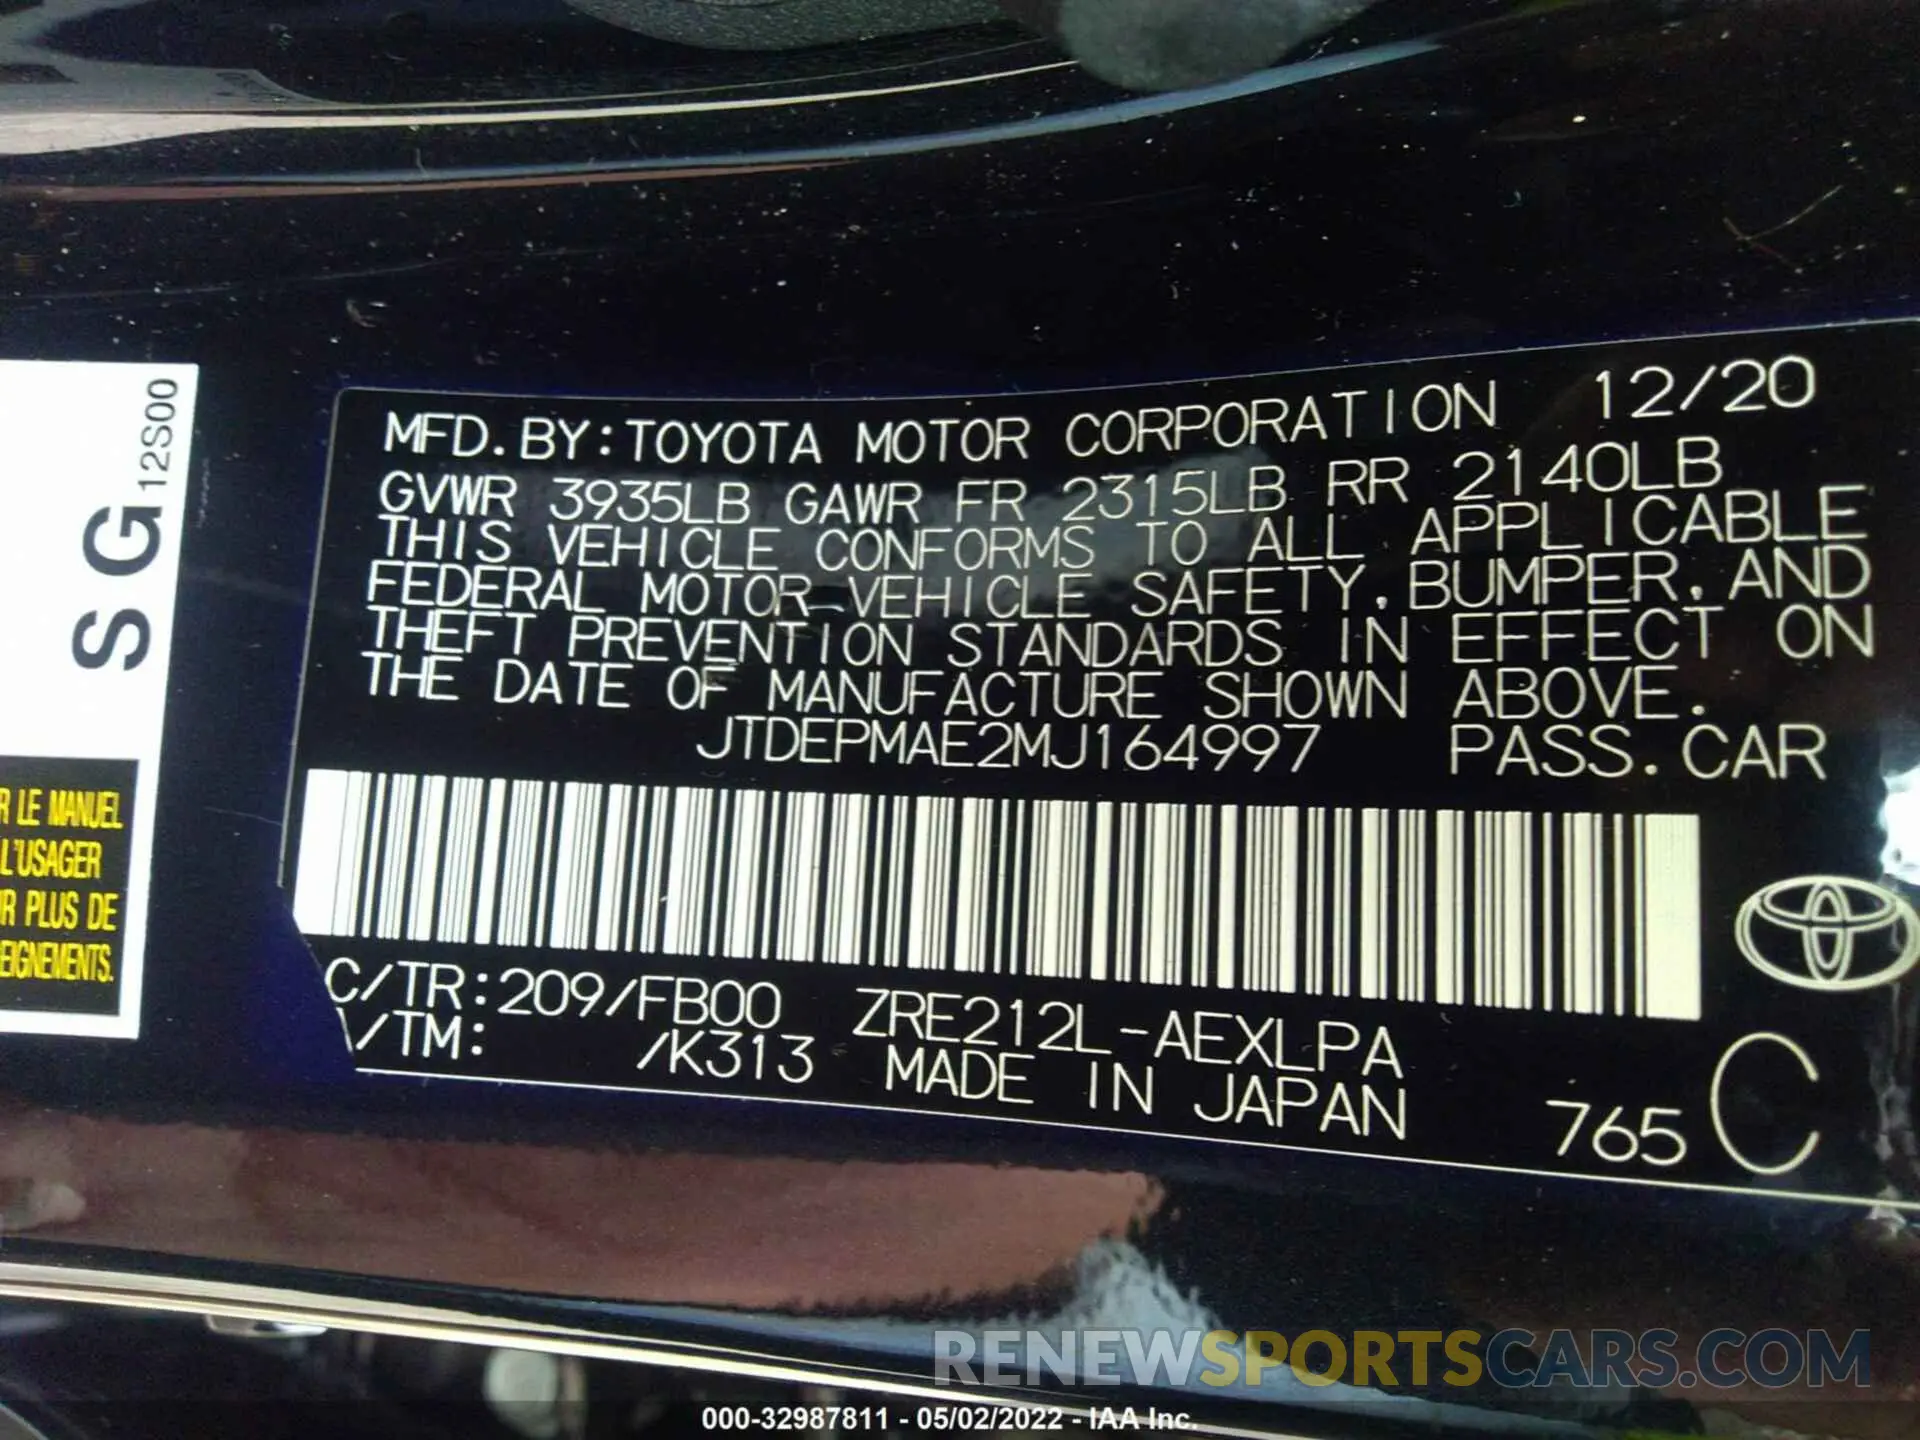 MFD.BY:TOYOTA MOTOR CORPORATION 12/20
GVWR 3935LB GAWR FR 2315LB RR 2140LB
THIS VEHICLE CONFORMS TO ALL APPLICABLE
FEDERAL MOTOR VEHICLE SAFETY, BUMPER, AND
THEFT PREVENTION STANDARDS IN EFFECT ON
THE DATE OF MANUFACTURE SHOWN ABOVE.
JTDEPMAE2MJ164997 PASS.CAR
C/TR:209/FB00 ZRE212L-AEXLPA
/TM: /K313 MADE IN JAPAN
765 C
SG 12S00
R LE MANUEL
L'USAGER
IR PLUS DE
EIGNEMENTS.
RENEWSPORTSCARS.COM
000-32987811 - 05/02/2022 - IAA Inc.